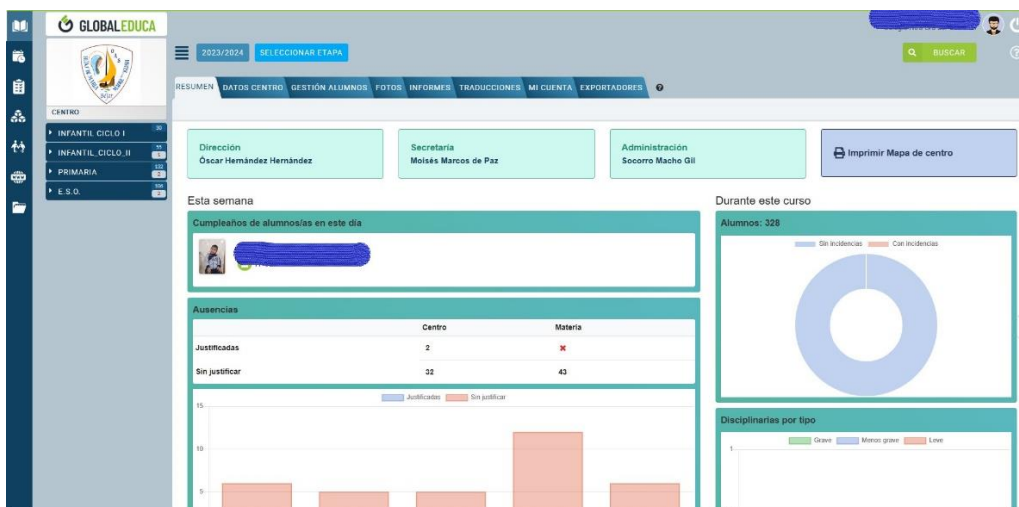 GLOBALEDUCA
2023/2024 SELECCIONAR ETAPA
BUSCAR
RESUMEN DATOS CENTRO GESTIÓN ALUMNOS FOTOS INFORMES TRADUCCIONES MI CUENTA EXPORTADORES
CENTRO
INFANTIL CICLO I
INFANTIL_CICLO_II
PRIMARIA
E.S.O.
Dirección
Óscar Hernández Hernández
Secretaría
Moisés Marcos de Paz
Administración
Socorro Macho Gil
Imprimir Mapa de centro
Esta semana
Cumpleaños de alumnos/as en este día
Ausencias
Centro Materia
Justificadas 2
Sin justificar 32 43
Justificadas Sin justificar
15
10
5
Durante este curso
Alumnos: 328
Sin incidencias Con incidencias
Disciplinarias por tipo
Grave Menos grave Leve
1